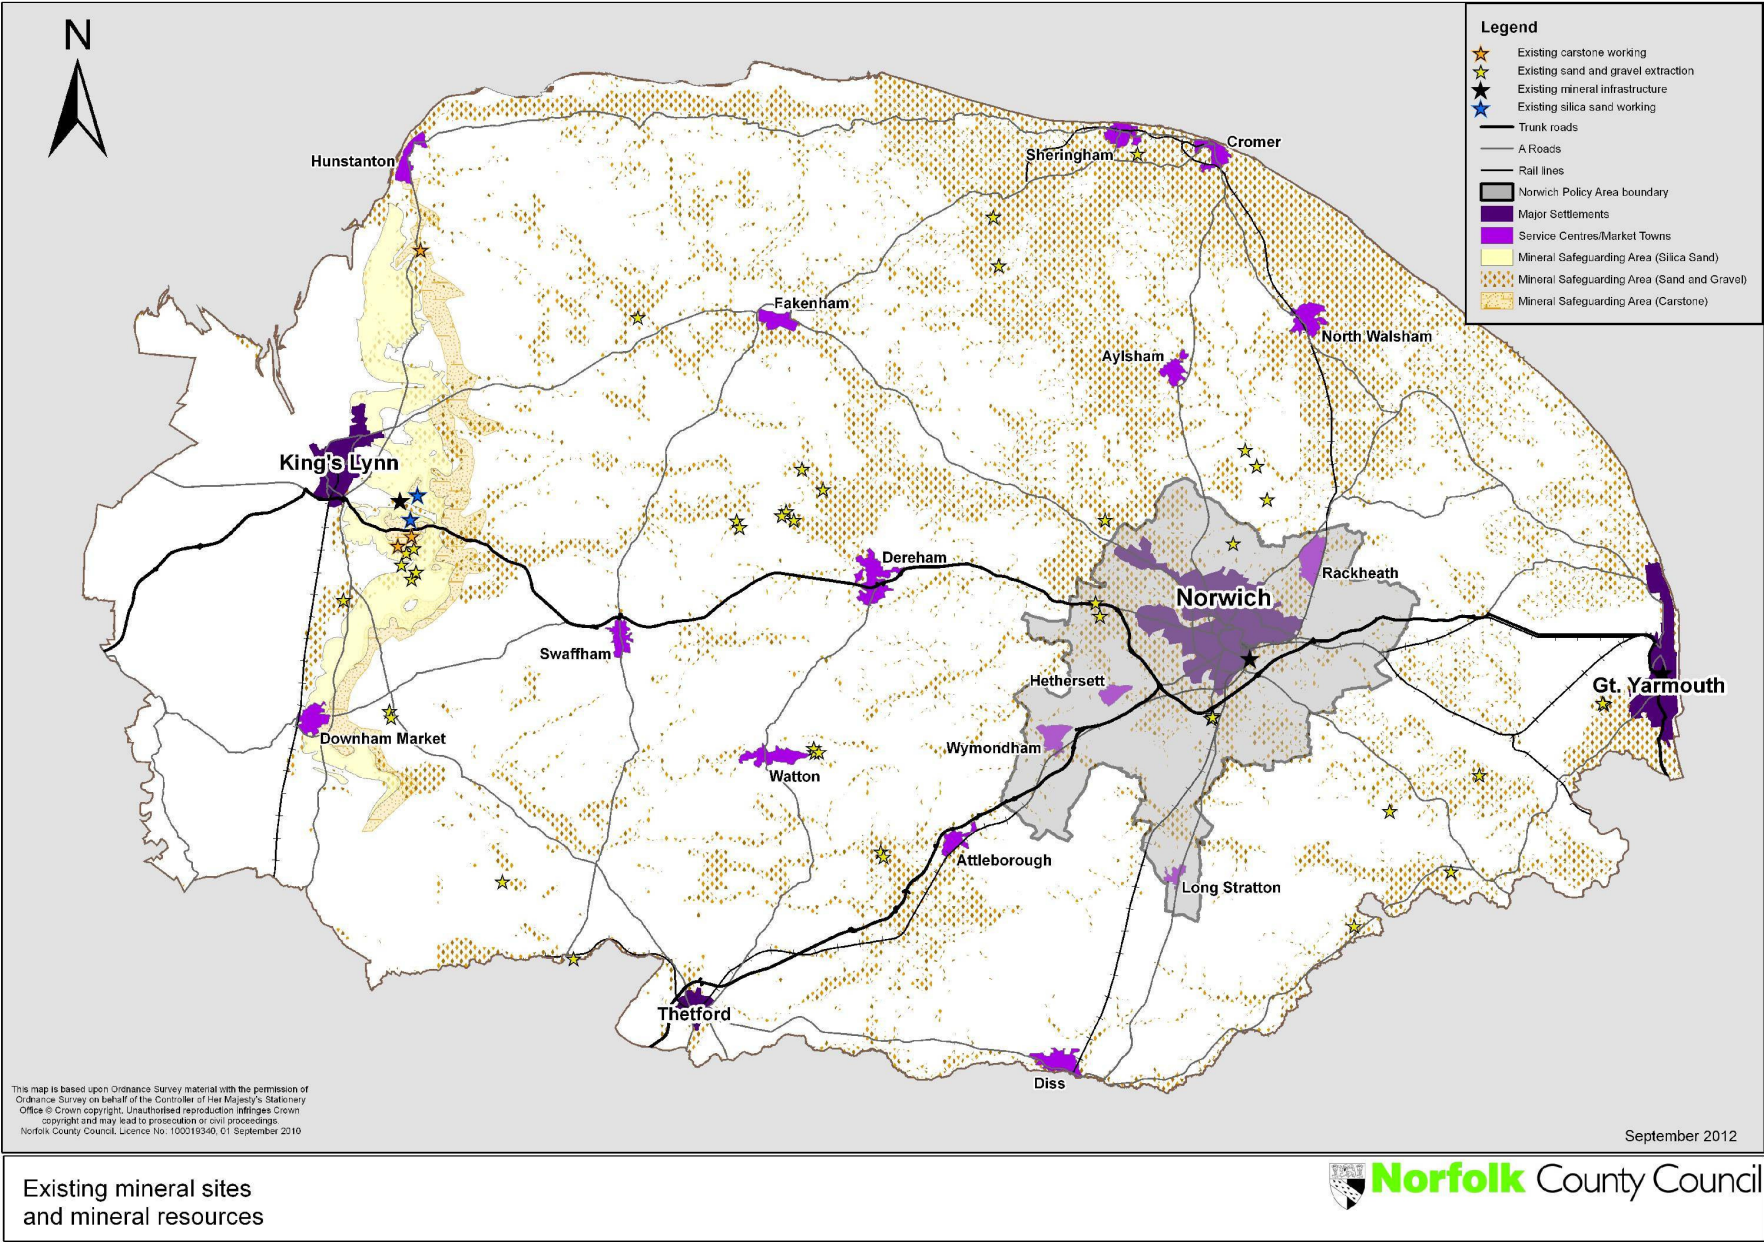 N
Legend
Existing carstone working
Existing sand and gravel extraction
Existing mineral infrastructure
Existing silica sand working
Trunk roads
A Roads
Rail lines
Norwich Policy Area boundary
Major Settlements
Service Centres/Market Towns
Mineral Safeguarding Area (Silica Sand)
Mineral Safeguarding Area (Sand and Gravel)
Mineral Safeguarding Area (Carstone)
Hunstanton
Sheringham
Cromer
Fakenham
North Walsham
Aylsham
King's Lynn
Dereham
Rackheath
Norwich
Swaffham
Hethersett
Gt. Yarmouth
Downham Market
Wymondham
Watton
Attleborough
Long Stratton
Thetford
Diss
This map is based upon Ordnance Survey material with the permission of
Ordnance Survey on behalf of the Controller of Her Majesty's Stationery
Office © Crown copyright. Unauthorised reproduction infringes Crown
copyright and may lead to prosecution or civil proceedings.
Norfolk County Council. Licence No: 100019340, 01 September 2010
September 2012
Existing mineral sites
and mineral resources
Norfolk County Council